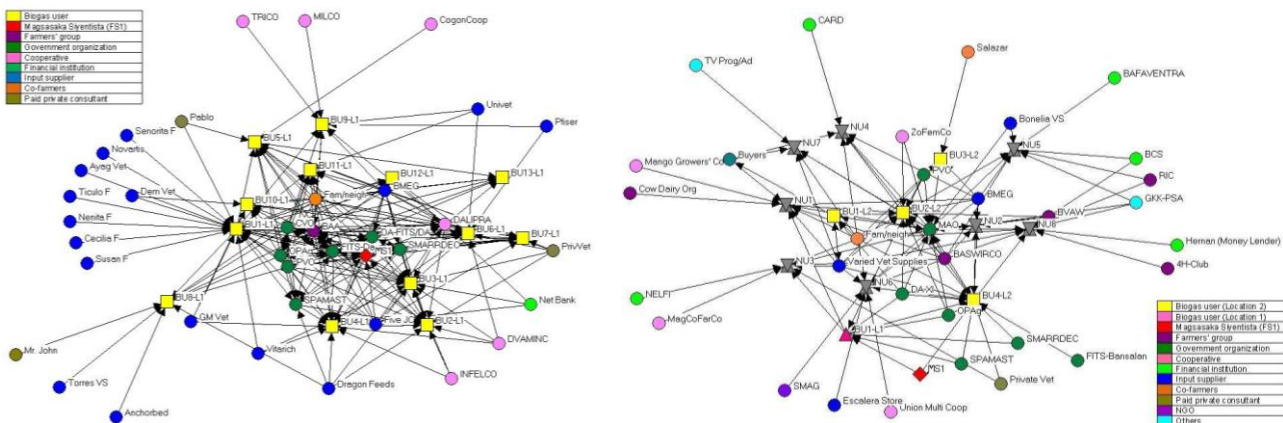 Biogas user
Magsasaka Siyentista (FS1)
Farmers' group
Government organization
Cooperative
Financial institution
Input supplier
Co-farmers
Paid private consultant
TRICO
MILCO
CogonCoop
Univet
Pfiser
Pablo
BU9-L1
Senorita F
BU5-L1
Novartis
Ayag Vet
BU11-L1
BU12-L1
BU13-L1
Ticulo F
Dem Vet
BMEG
Fam/neigh
BU10-L1
Nenita F
DALIPRA
BU1-L1
BU6-L1
BU7-L1
Cecilia F
SMARRDEC
PrivVet
Susan F
BU3-L1
BU8-L1
SPAMAST
Net Bank
GM Vet
BU4-L1
Five JC
BU2-L1
DVAMINC
Mr. John
Vitarich
Torres VS
Dragon Feeds
INFELCO
Anchorbed
CARD
Salazar
TV Prog/Ad
BAFAVENTRA
Bonelia VS
NU4
ZoFemCo
NU7
NU5
Buyers
BU3-L2
BCS
Mango Growers' Co
PVO
RIC
Cow Dairy Org
BMEG
GKK-PSA
NU1
BU1-L2
BU2-L2
NU2
BVAW
MAO
NU8
Fam/neigh
Hernan (Money Lender)
BASWIRCO
NU3
Varied Vet Supplies
4H-Club
NU6
DA-XI
NELFI
BU4-L2
OPAg
MagCoFarCo
BU1-L1
SMARRDEC
SPAMAST
FITS-Bansalan
MS1
Private Vet
SMAG
Escalera Store
Union Multi Coop
Biogas user (Location 2)
Biogas user (Location 1)
Magsasaka Siyentista (FS1)
Farmers' group
Government organization
Cooperative
Financial institution
Input supplier
Co-farmers
Paid private consultant
NGO
Others